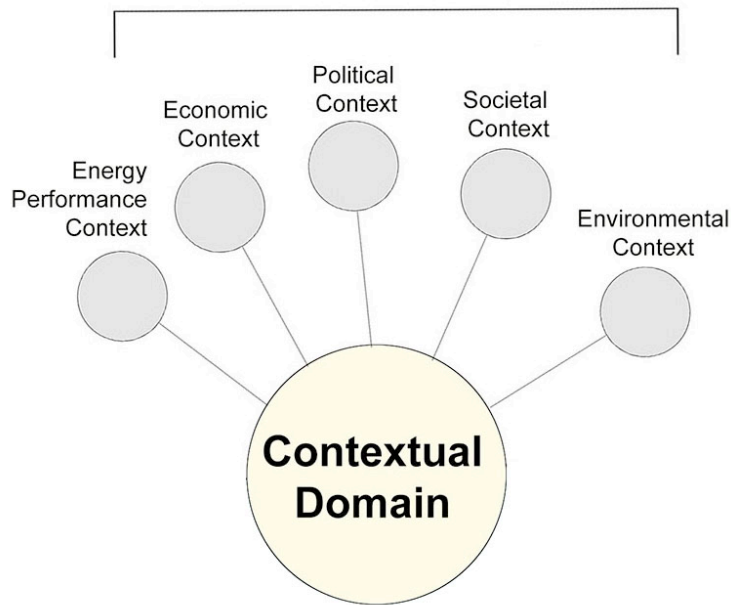 Energy
Performance
Context
Economic
Context
Political
Context
Societal
Context
Environmental
Context
Contextual
Domain